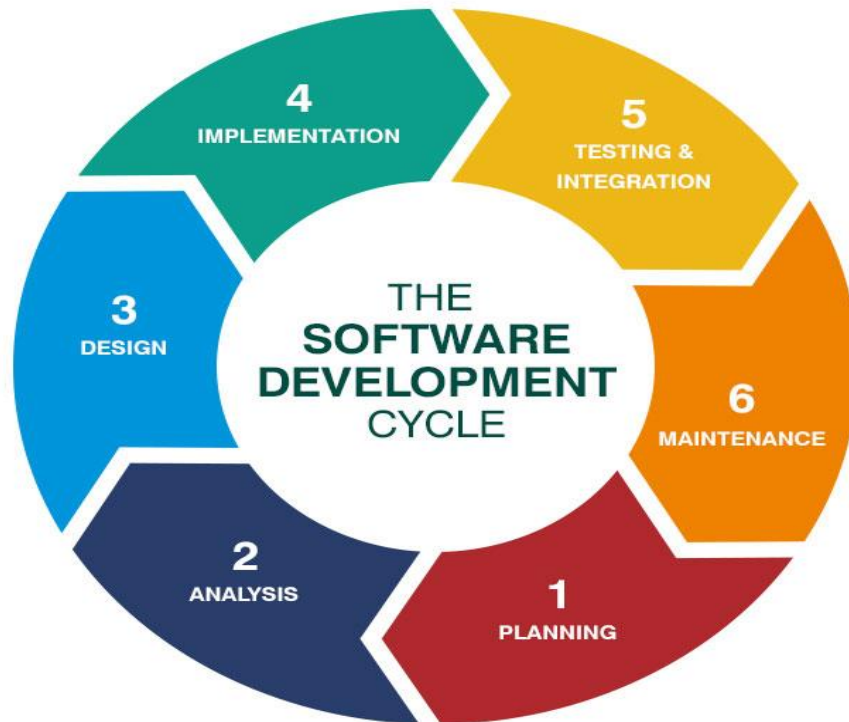 THE
SOFTWARE
DEVELOPMENT
CYCLE
1
PLANNING
2
ANALYSIS
3
DESIGN
4
IMPLEMENTATION
5
TESTING &
INTEGRATION
6
MAINTENANCE